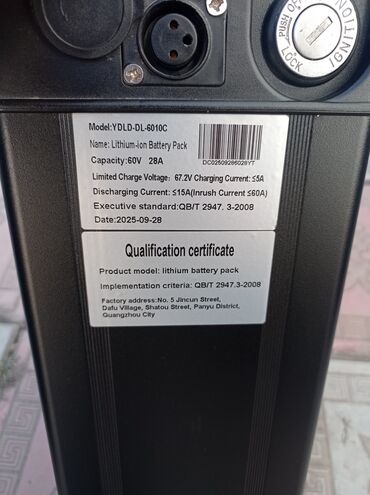 PUSH OFF
IGNITION
LOCK
Model:YDLD-DL-6010C
Name: Lithium-ion Battery Pack
Capacity:60V 28A
DC02509286028YT
Limited Charge Voltage: 67.2V Charging Current: ≤5A
Discharging Current: ≤15A(Inrush Current ≤60A)
Executive standard:QB/T 2947. 3-2008
Date:2025-09-28
Qualification certificate
Product model: lithium battery pack
Implementation criteria: QB/T 2947.3-2008
Factory address:No. 5 Jincun Street,
Dafu Village, Shatou Street, Panyu District,
Guangzhou City